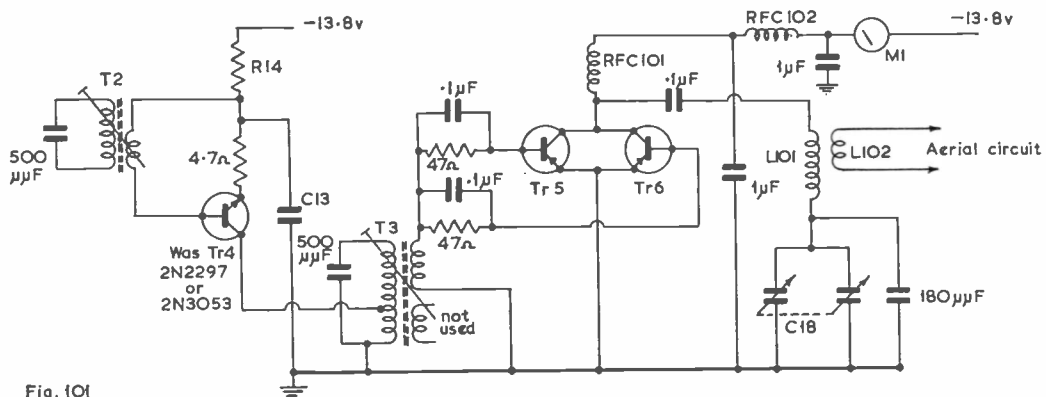 -13.8v
R14
T2
500
μμF
4·7Ω
C13
Was Tr4
2N2297
or
2N3053
T3
500
μμF
not
used
·1μF
47Ω
·1μF
47Ω
RFC101
Tr5
Tr6
·1μF
RFC102
1μF
M1
-13.8v
1μF
L101
L102
Aerial circuit
C18
180μμF
Fig. 101